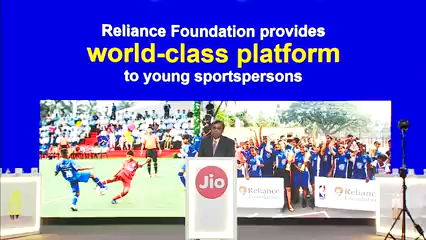 Reliance Foundation provides
world-class platform
to young sportspersons
Jio
Reliance
Foundation
Reliance
Foundation